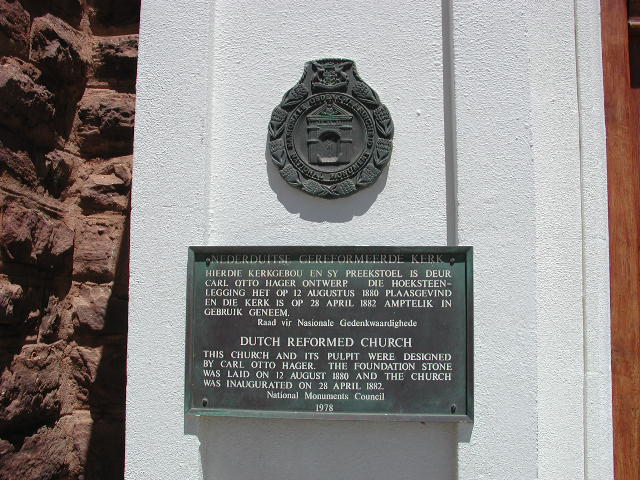 NATIONAL MONUMENT
NEDERDUITSE GEREFORMEERDE KERK
HIERDIE KERKGEBOU EN SY PREEKSTOEL IS DEUR
CARL OTTO HAGER ONTWERP. DIE HOEKSTEEN-
LEGGING HET OP 12 AUGUSTUS 1880 PLAASGEVIND
EN DIE KERK IS OP 28 APRIL 1882 AMPTELIK IN
GEBRUIK GENEEM.
Raad vir Nasionale Gedenkwaardighede
DUTCH REFORMED CHURCH
THIS CHURCH AND ITS PULPIT WERE DESIGNED
BY CARL OTTO HAGER. THE FOUNDATION STONE
WAS LAID ON 12 AUGUST 1880 AND THE CHURCH
WAS INAUGURATED ON 28 APRIL 1882.
National Monuments Council
1978